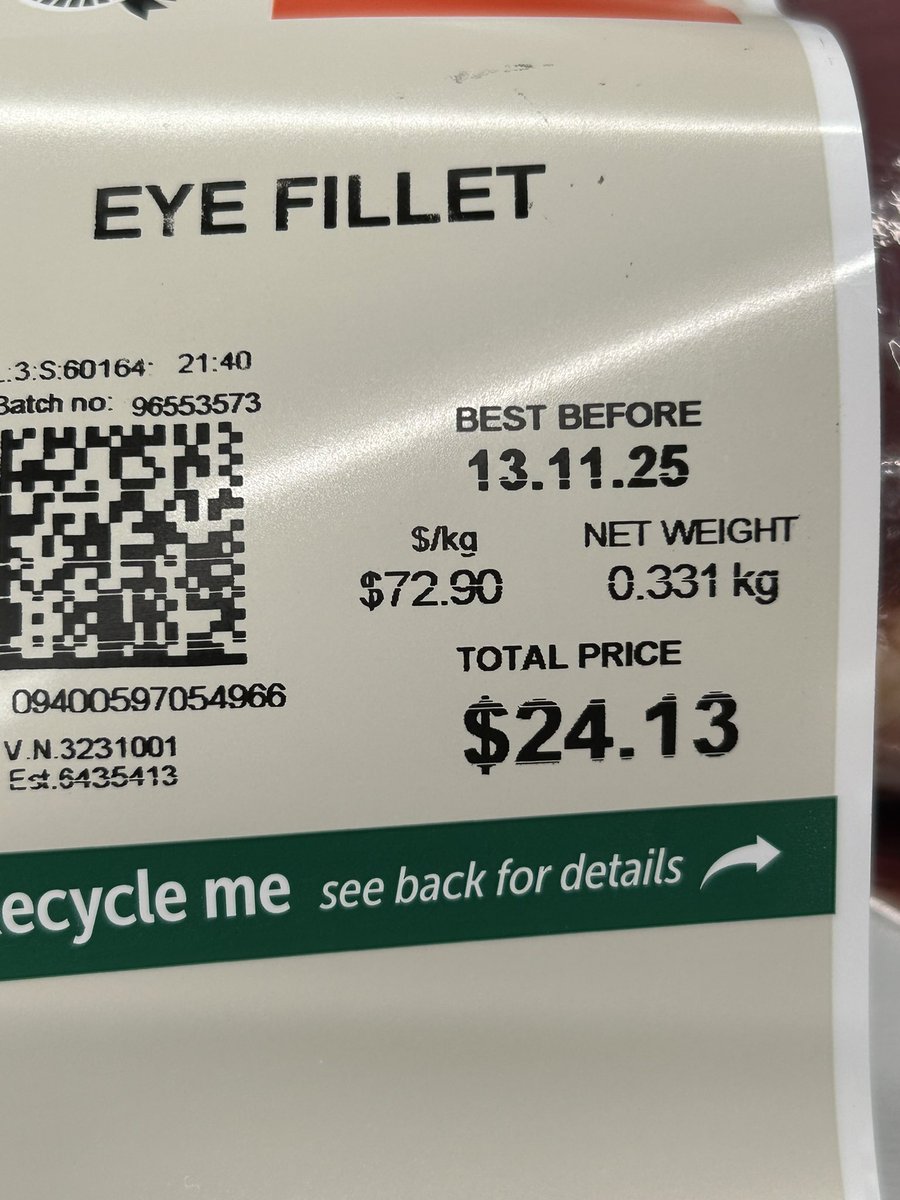 EYE FILLET
.:3:S:60164: 21:40
Batch no: 96553573
BEST BEFORE
13.11.25
$/kg NET WEIGHT
$72.90 0.331 kg
TOTAL PRICE
$24.13
09400597054966
V.N.3231001
Est.6435413
Recycle me see back for details